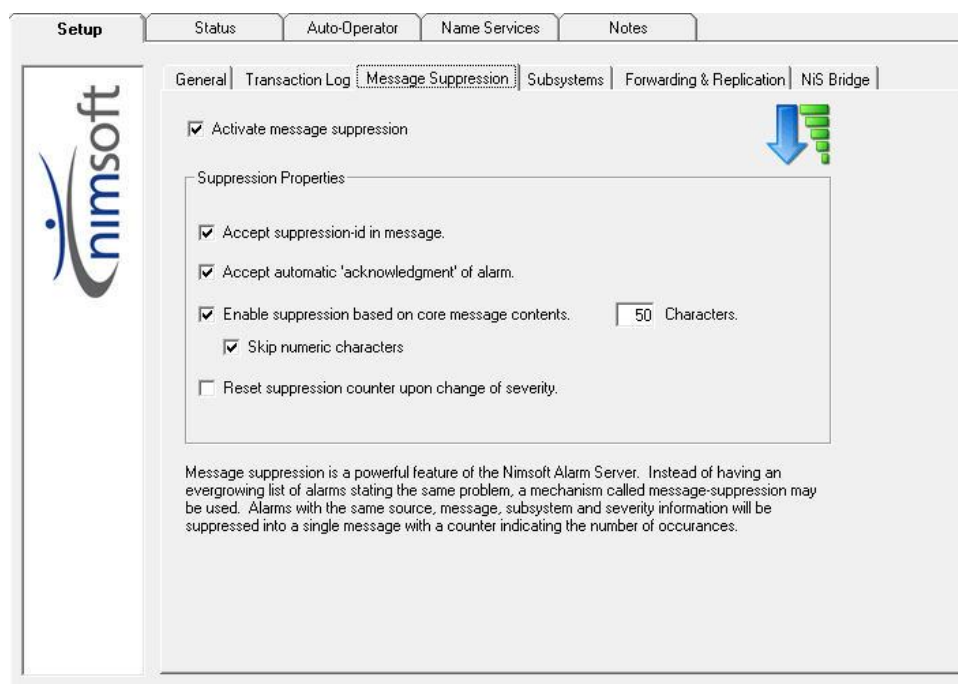 Setup
Status
Auto-Operator
Name Services
Notes
nimsoft
General
Transaction Log
Message Suppression
Subsystems
Forwarding & Replication
NiS Bridge
Activate message suppression
Suppression Properties
Accept suppression-id in message.
Accept automatic 'acknowledgment' of alarm.
Enable suppression based on core message contents. 50 Characters.
Skip numeric characters
Reset suppression counter upon change of severity.
Message suppression is a powerful feature of the Nimsoft Alarm Server. Instead of having an
evergrowing list of alarms stating the same problem, a mechanism called message-suppression may
be used. Alarms with the same source, message, subsystem and severity information will be
suppressed into a single message with a counter indicating the number of occurances.